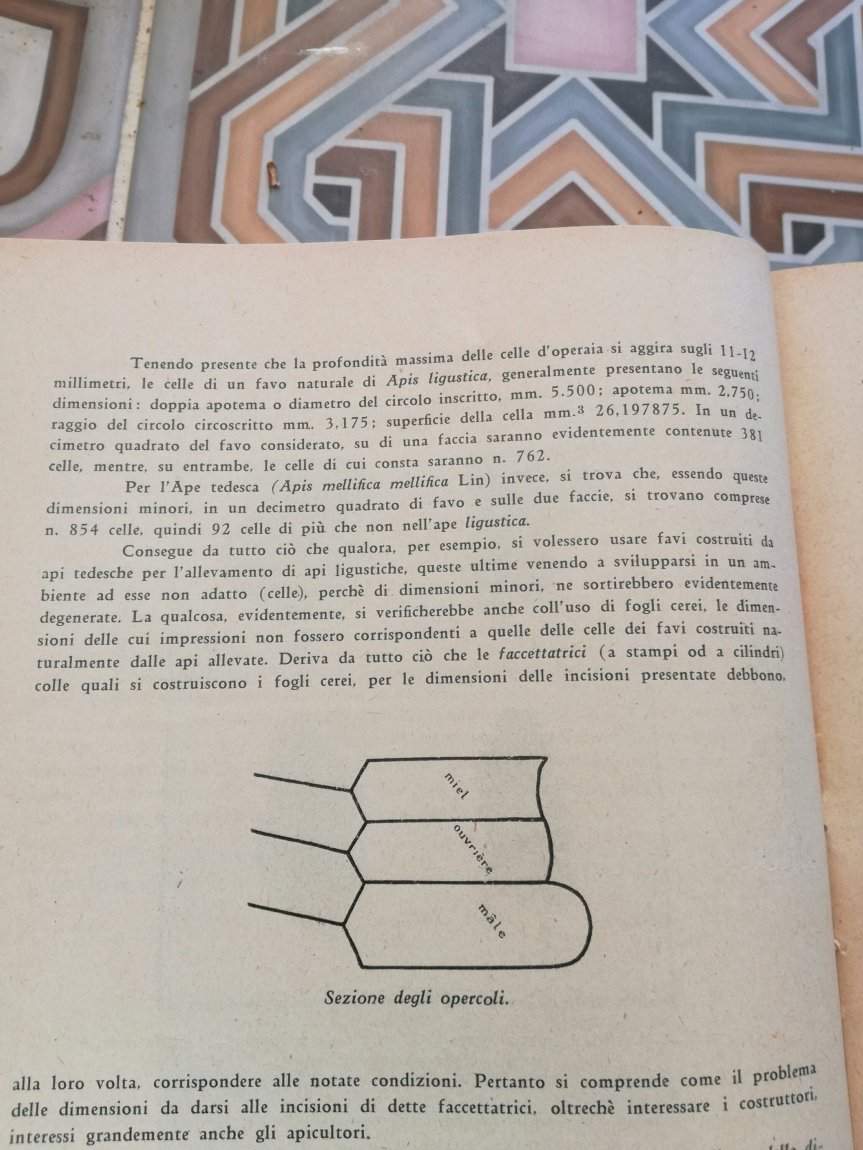 Tenendo presente che la profondità massima delle celle d'operaia si aggira sugli 11-12
millimetri, le celle di un favo naturale di Apis ligustica, generalmente presentano le seguenti
dimensioni: doppia apotema o diametro del circolo inscritto, mm. 5.500; apotema mm. 2,750;
raggio del circolo circoscritto mm. 3,175; superficie della cella mm.³ 26,197875. In un de-
cimetro quadrato del favo considerato, su di una faccia saranno evidentemente contenute 381
celle, mentre, su entrambe, le celle di cui consta saranno n. 762.
Per l'Ape tedesca (Apis mellifica mellifica Lin) invece, si trova che, essendo queste
dimensioni minori, in un decimetro quadrato di favo e sulle due faccie, si trovano comprese
n. 854 celle, quindi 92 celle di più che non nell'ape ligustica.
Consegue da tutto ciò che qualora, per esempio, si volessero usare favi costruiti da
api tedesche per l'allevamento di api ligustiche, queste ultime venendo a svilupparsi in un am-
biente ad esse non adatto (celle), perchè di dimensioni minori, ne sortirebbero evidentemente
degenerate. La qualcosa, evidentemente, si verificherebbe anche coll'uso di fogli cerei, le dimen-
sioni delle cui impressioni non fossero corrispondenti a quelle delle celle dei favi costruiti na-
turalmente dalle api allevate. Deriva da tutto ciò che le faccettatrici (a stampi od a cilindri)
colle quali si costruiscono i fogli cerei, per le dimensioni delle incisioni presentate debbono,
miel
ouvrière
mâle
Sezione degli opercoli.
alla loro volta, corrispondere alle notate condizioni. Pertanto si comprende come il problema
delle dimensioni da darsi alle incisioni di dette faccettatrici, oltrechè interessare i costruttori,
interessi grandemente anche gli apicultori.